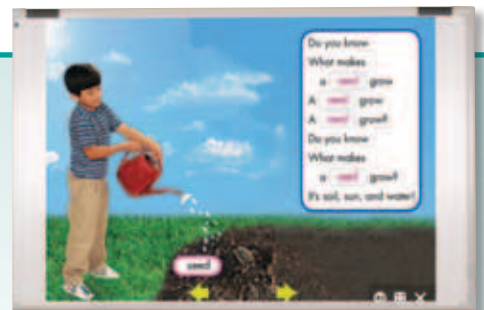 Do you know
What makes
a seed grow
A seed grow
A seed grow?
Do you know
What makes
a seed grow?
It's soil, sun, and water!
seed